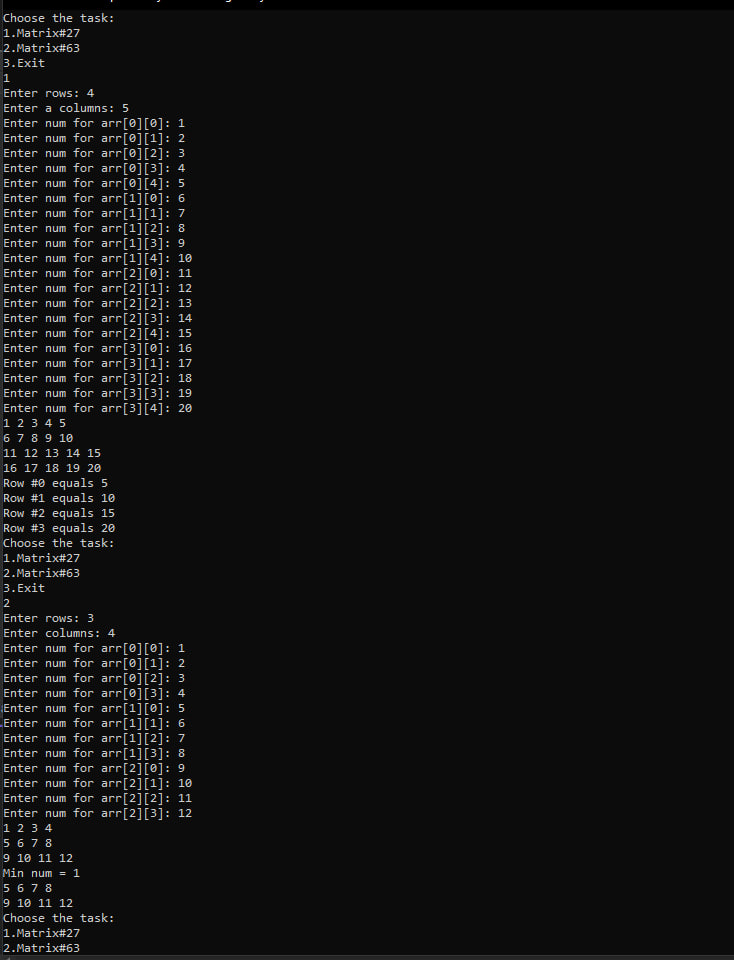 Choose the task:
1.Matrix#27
2.Matrix#63
3.Exit
1
Enter rows: 4
Enter a columns: 5
Enter num for arr[0][0]: 1
Enter num for arr[0][1]: 2
Enter num for arr[0][2]: 3
Enter num for arr[0][3]: 4
Enter num for arr[0][4]: 5
Enter num for arr[1][0]: 6
Enter num for arr[1][1]: 7
Enter num for arr[1][2]: 8
Enter num for arr[1][3]: 9
Enter num for arr[1][4]: 10
Enter num for arr[2][0]: 11
Enter num for arr[2][1]: 12
Enter num for arr[2][2]: 13
Enter num for arr[2][3]: 14
Enter num for arr[2][4]: 15
Enter num for arr[3][0]: 16
Enter num for arr[3][1]: 17
Enter num for arr[3][2]: 18
Enter num for arr[3][3]: 19
Enter num for arr[3][4]: 20
1 2 3 4 5
6 7 8 9 10
11 12 13 14 15
16 17 18 19 20
Row #0 equals 5
Row #1 equals 10
Row #2 equals 15
Row #3 equals 20
Choose the task:
1.Matrix#27
2.Matrix#63
3.Exit
2
Enter rows: 3
Enter columns: 4
Enter num for arr[0][0]: 1
Enter num for arr[0][1]: 2
Enter num for arr[0][2]: 3
Enter num for arr[0][3]: 4
Enter num for arr[1][0]: 5
Enter num for arr[1][1]: 6
Enter num for arr[1][2]: 7
Enter num for arr[1][3]: 8
Enter num for arr[2][0]: 9
Enter num for arr[2][1]: 10
Enter num for arr[2][2]: 11
Enter num for arr[2][3]: 12
1 2 3 4
5 6 7 8
9 10 11 12
Min num = 1
5 6 7 8
9 10 11 12
Choose the task:
1.Matrix#27
2.Matrix#63